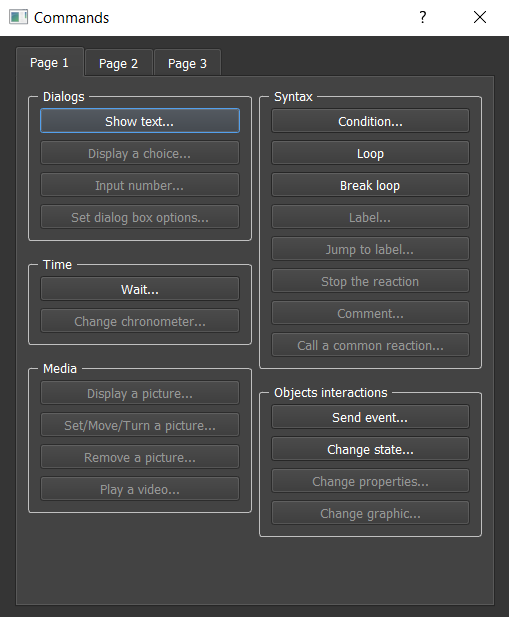 Commands
?
Page 1
Page 2
Page 3
Dialogs
Show text...
Display a choice...
Input number...
Set dialog box options...
Time
Wait...
Change chronometer...
Media
Display a picture...
Set/Move/Turn a picture...
Remove a picture...
Play a video...
Syntax
Condition...
Loop
Break loop
Label...
Jump to label...
Stop the reaction
Comment...
Call a common reaction...
Objects interactions
Send event...
Change state...
Change properties...
Change graphic...